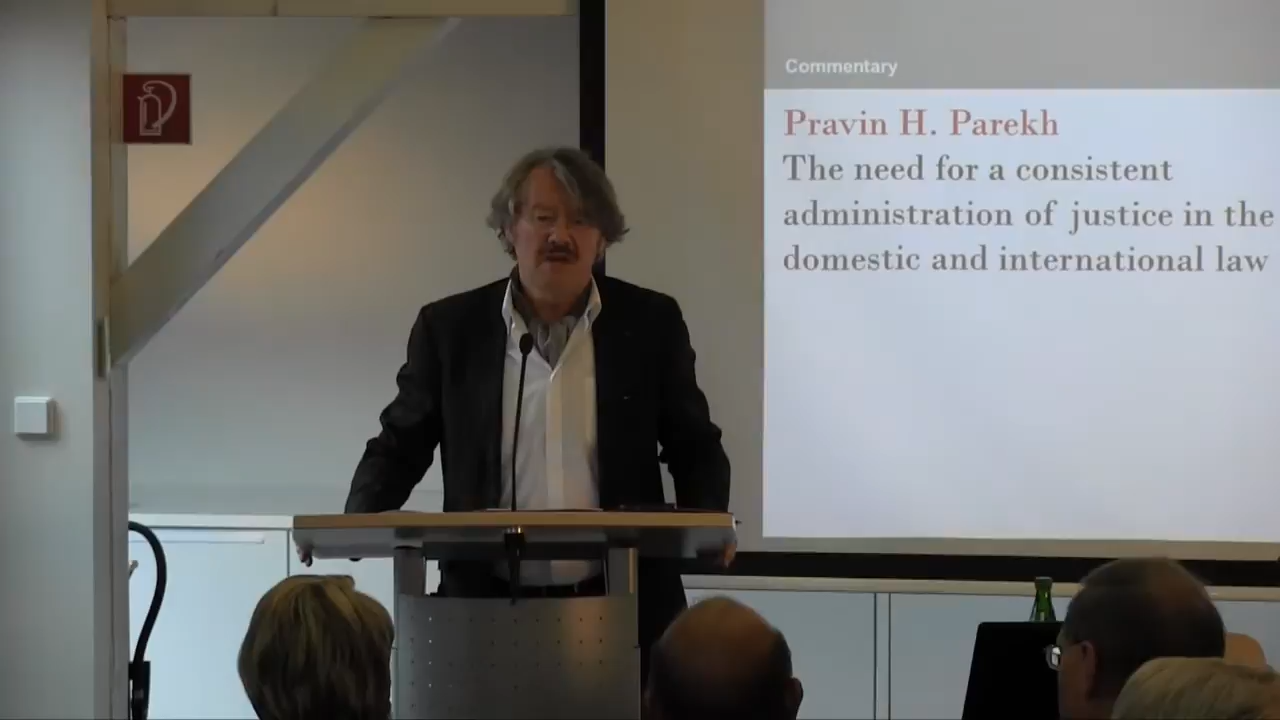 Commentary
Pravin H. Parekh
The need for a consistent
administration of justice in the
domestic and international law